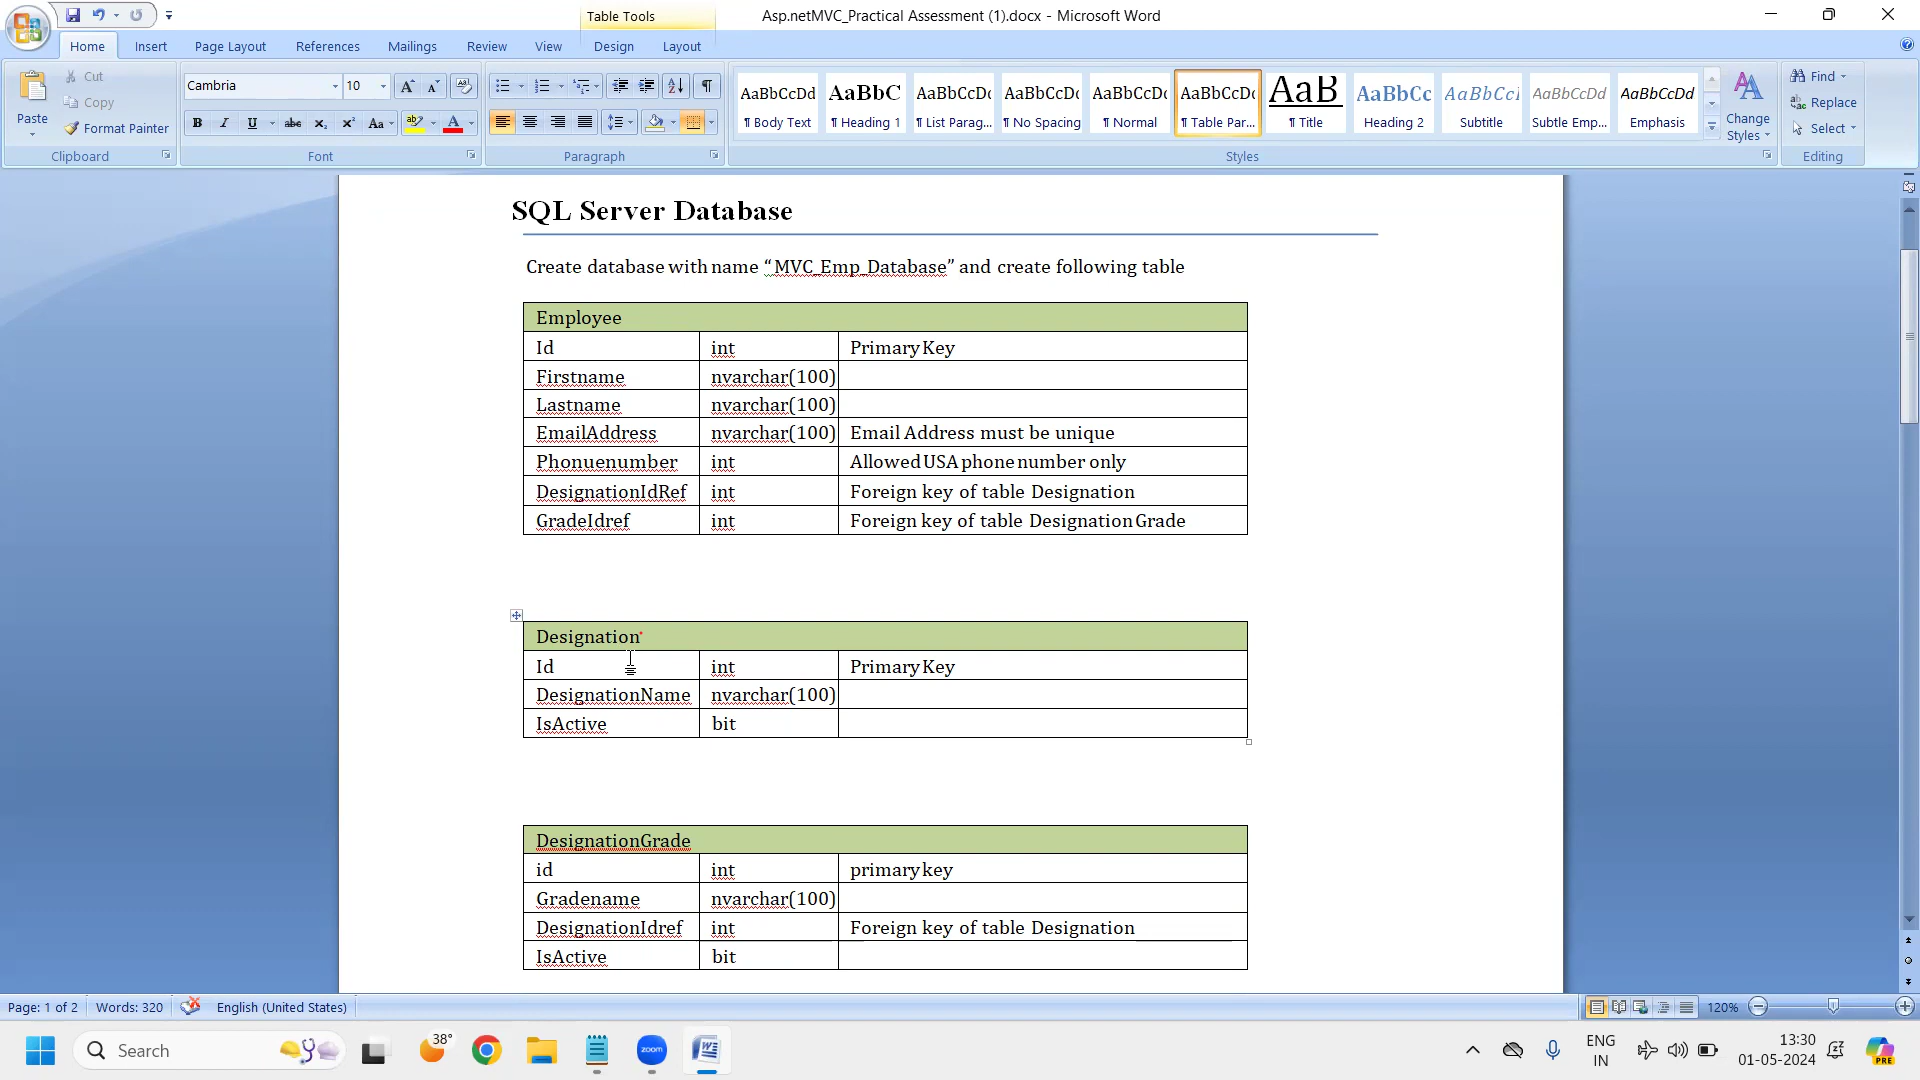 Table Tools
Asp.netMVC_Practical Assessment (1).docx - Microsoft Word
Home
Insert
Page Layout
References
Mailings
Review
View
Design
Layout
Paste
Cut
Copy
Format Painter
Clipboard
Cambria
10
Font
Paragraph
AaBbCcDd
¶ Body Text
AaBbC
¶ Heading 1
AaBbCcDc
¶ List Parag...
AaBbCcDc
¶ No Spacing
AaBbCcDc
¶ Normal
AaBbCcDc
¶ Table Par...
AaB
¶ Title
AaBbCc
Heading 2
AaBbCcl
Subtitle
AaBbCcDd
Subtle Emp...
AaBbCcDd
Emphasis
Change
Styles
Styles
Find
Replace
Select
Editing
SQL Server Database
Create database with name “ MVC_Emp_Database” and create following table
Employee
Id int Primary Key
Firstname nvarchar(100)
Lastname nvarchar(100)
EmailAddress nvarchar(100) Email Address must be unique
Phonuenumber int Allowed USA phone number only
DesignationIdRef int Foreign key of table Designation
GradeIdref int Foreign key of table Designation Grade
Designation
Id int Primary Key
DesignationName nvarchar(100)
IsActive bit
DesignationGrade
id int primary key
Gradename nvarchar(100)
DesignationIdref int Foreign key of table Designation
IsActive bit
Page: 1 of 2
Words: 320
English (United States)
120%
Search
38°
zoom
ENG
IN
13:30
01-05-2024
PRE